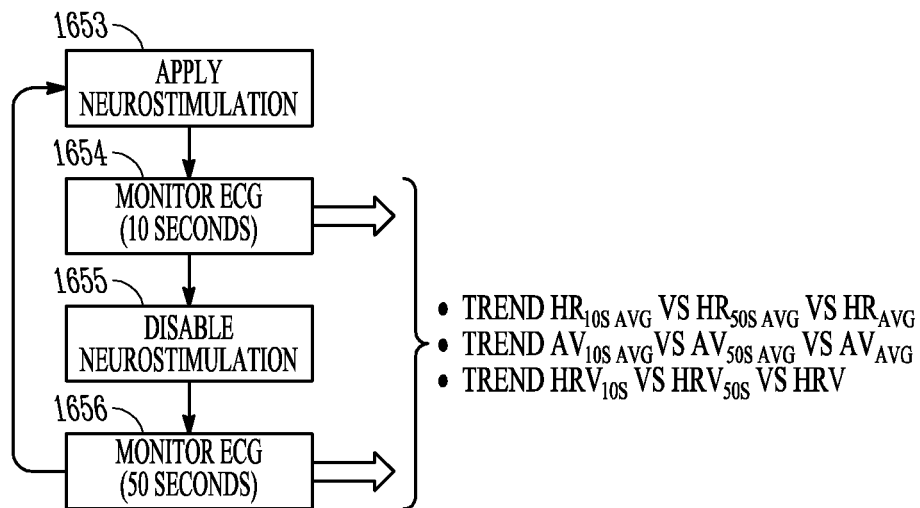 1653
APPLY
NEUROSTIMULATION
1654
MONITOR ECG
(10 SECONDS)
1655
DISABLE
NEUROSTIMULATION
1656
MONITOR ECG
(50 SECONDS)
• TREND HR10S AVG VS HR50S AVG VS HRAVG
• TREND AV10S AVG VS AV50S AVG VS AVAVG
• TREND HRV10S VS HRV50S VS HRV